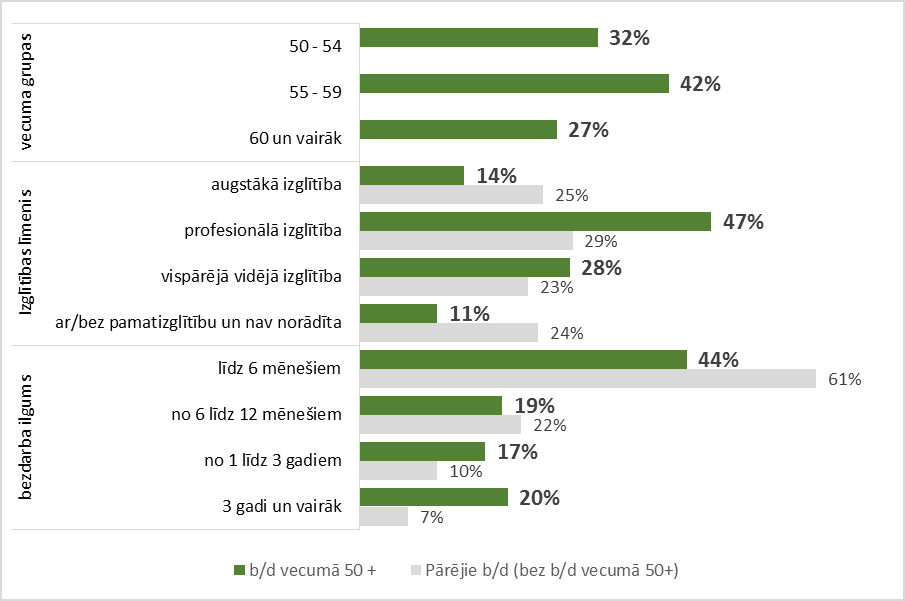 vecuma grupas
50 - 54
32%
55 - 59
42%
60 un vairāk
27%
Izglītības līmenis
augstākā izglītība
14%
25%
profesionālā izglītība
47%
29%
vispārējā vidējā izglītība
28%
23%
ar/bez pamatizglītību un nav norādīta
11%
24%
bezdarba ilgums
līdz 6 mēnešiem
44%
61%
no 6 līdz 12 mēnešiem
19%
22%
no 1 līdz 3 gadiem
17%
10%
3 gadi un vairāk
20%
7%
b/d vecumā 50 +
Pārējie b/d (bez b/d vecumā 50+)